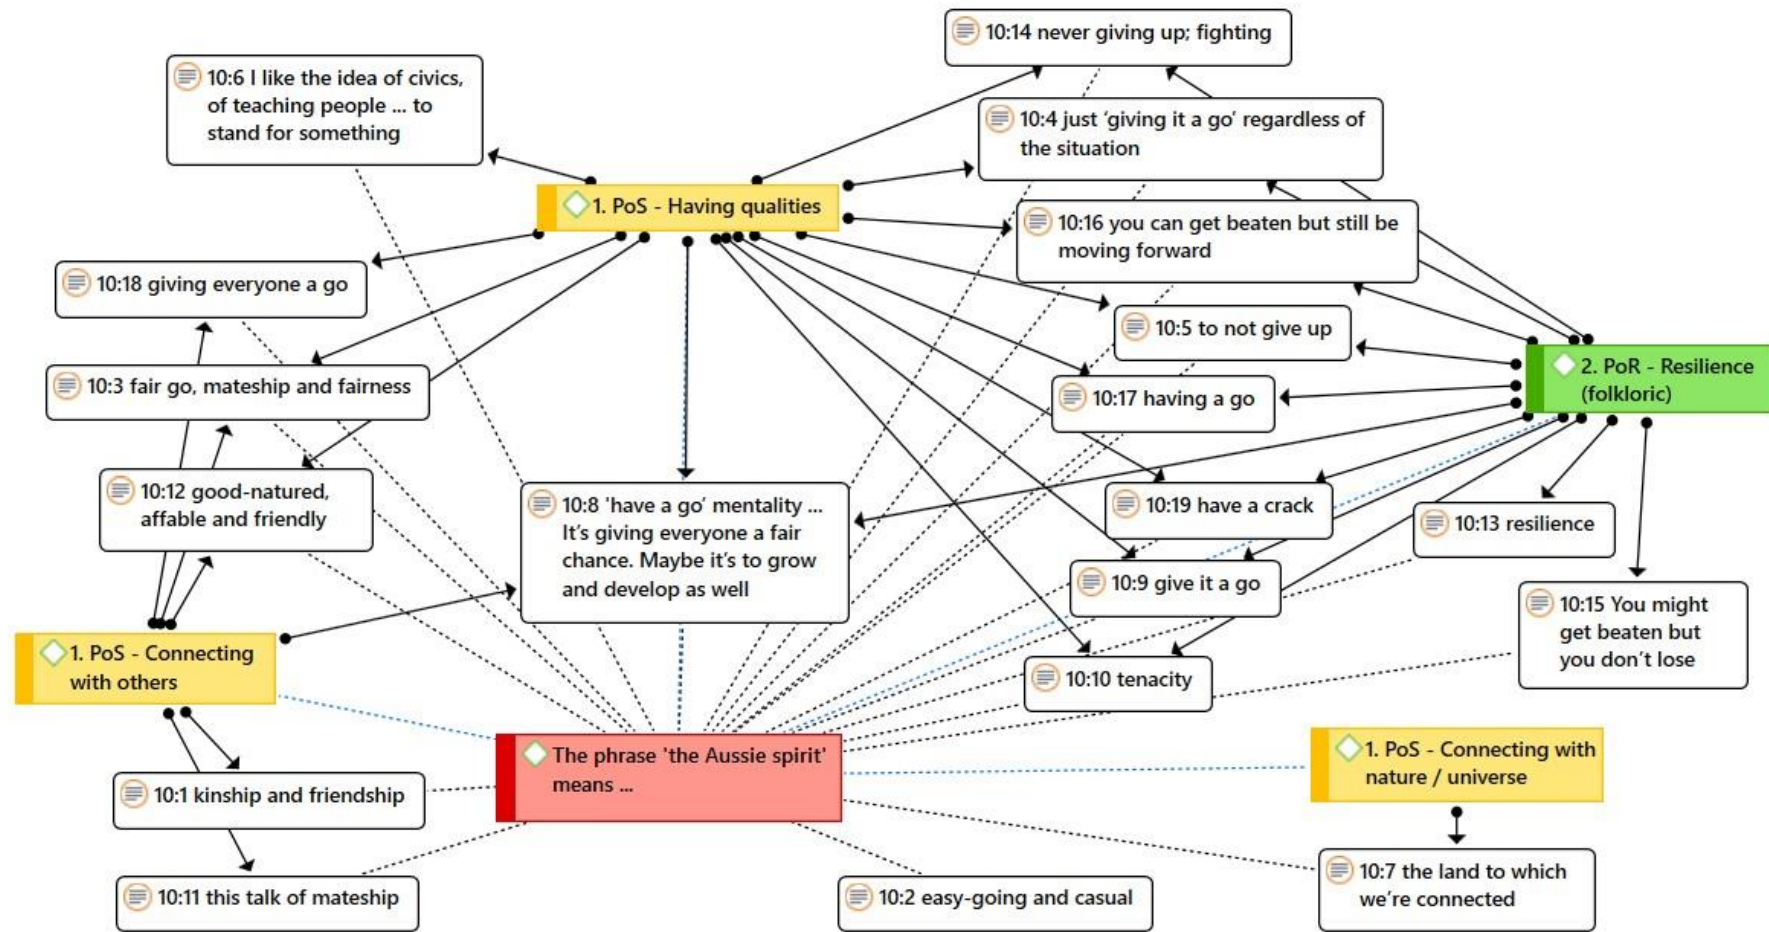 10:14 never giving up; fighting
10:6 I like the idea of civics,
of teaching people ... to
stand for something
10:4 just ‘giving it a go’ regardless of
the situation
1. PoS - Having qualities
10:16 you can get beaten but still be
moving forward
10:18 giving everyone a go
10:5 to not give up
2. PoR - Resilience
(folkloric)
10:3 fair go, mateship and fairness
10:17 having a go
10:12 good-natured,
affable and friendly
10:8 'have a go’ mentality ...
It’s giving everyone a fair
chance. Maybe it’s to grow
and develop as well
10:19 have a crack
10:13 resilience
10:9 give it a go
10:15 You might
get beaten but
you don’t lose
1. PoS - Connecting
with others
10:10 tenacity
The phrase 'the Aussie spirit'
means ...
1. PoS - Connecting with
nature / universe
10:1 kinship and friendship
10:7 the land to which
we’re connected
10:11 this talk of mateship
10:2 easy-going and casual